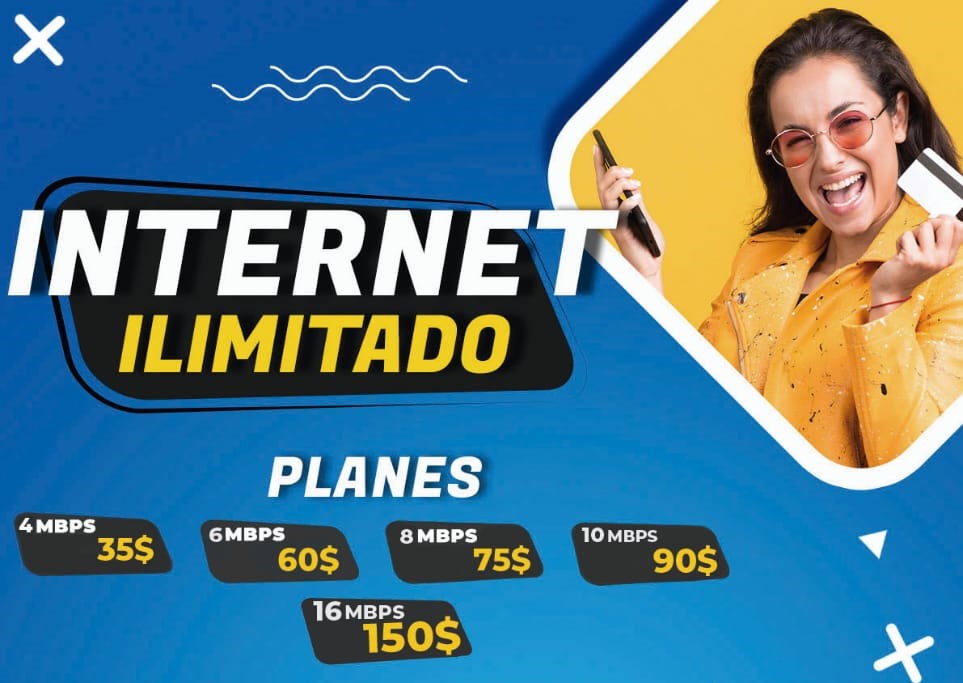 INTERNET
ILIMITADO
PLANES
4 MBPS
35$
6 MBPS
60$
8 MBPS
75$
10 MBPS
90$
16 MBPS
150$